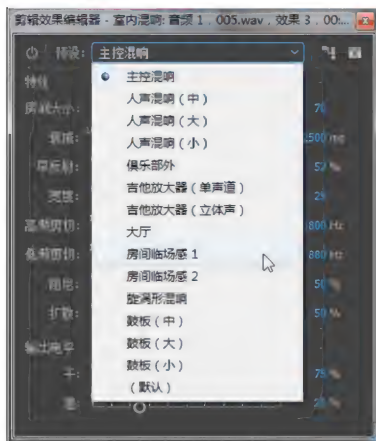 剪辑效果编辑器 - 室内混响: 音频 1，005.wav，效果 3，00:...
预设: 主控混响
主控混响
人声混响（中）
人声混响（大）
人声混响（小）
俱乐部外
吉他放大器（单声道）
吉他放大器（立体声）
大厅
房间临场感 1
房间临场感 2
旋涡形混响
鼓板（中）
鼓板（大）
鼓板（小）
（默认）
特性
房间大小:
衰减:
早反射:
宽度:
高频剪切:
低频剪切:
阻尼:
扩散:
输出电平
干:
湿: